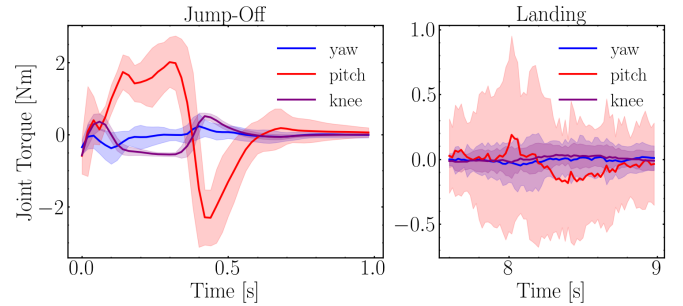 Jump-Off
Landing
Joint Torque [Nm]
2
0
−2
yaw
pitch
knee
0.0
0.5
1.0
Time [s]
1.0
0.5
0.0
−0.5
yaw
pitch
knee
8
9
Time [s]